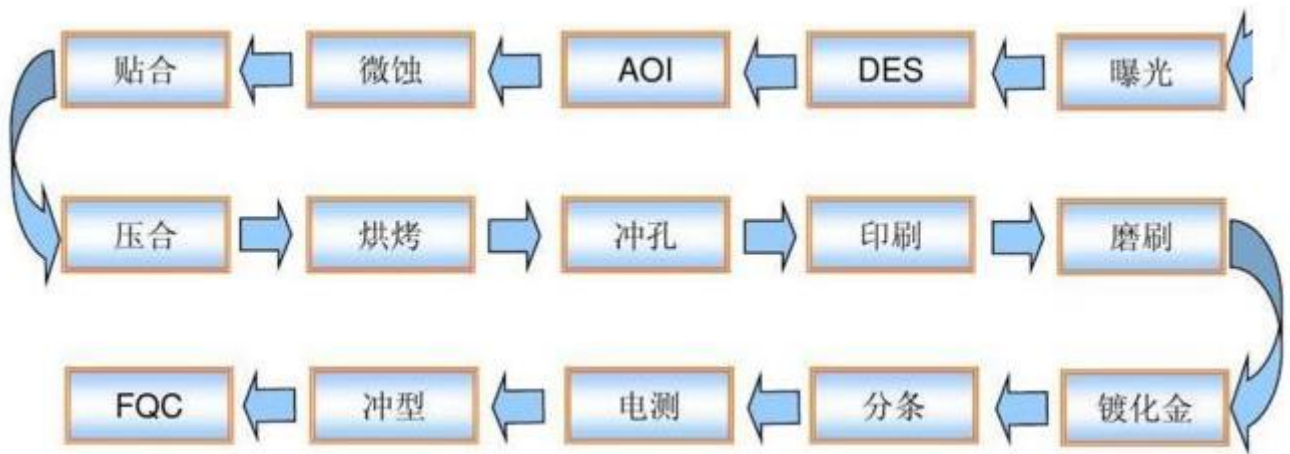 贴合 微蚀 AOI DES 曝光
压合 烘烤 冲孔 印刷 磨刷
FQC 冲型 电测 分条 镀化金